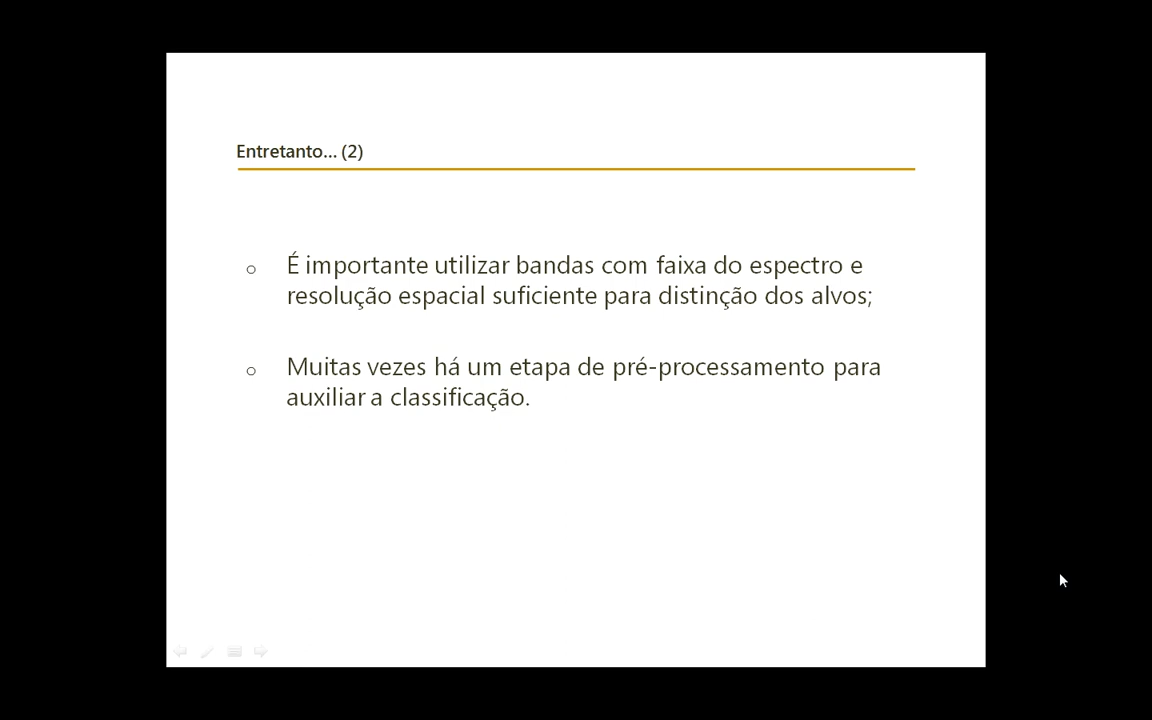 Entretanto... (2)
É importante utilizar bandas com faixa do espectro e
resolução espacial suficiente para distinção dos alvos;
Muitas vezes há um etapa de pré-processamento para
auxiliar a classificação.